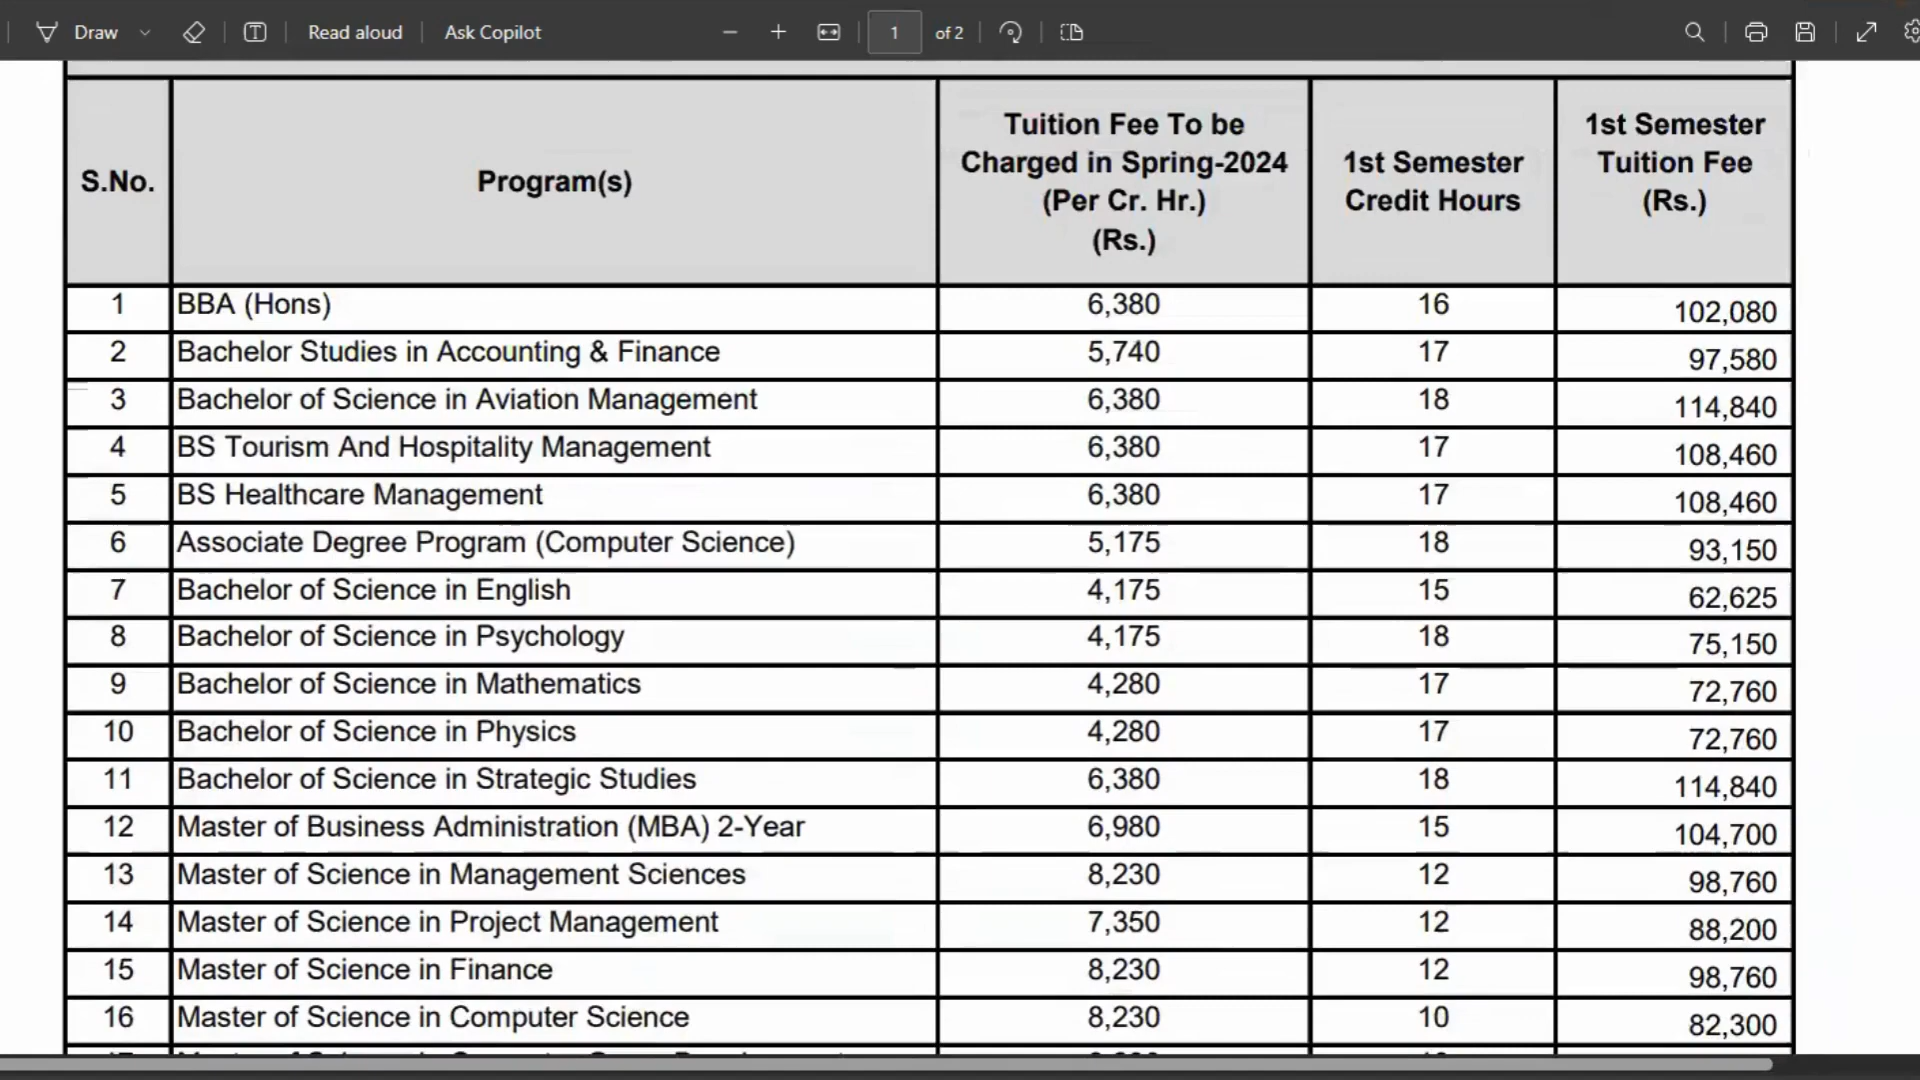 Draw Read aloud Ask Copilot 1 of 2
S.No. Program(s) Tuition Fee To be Charged in Spring-2024 (Per Cr. Hr.) (Rs.) 1st Semester Credit Hours 1st Semester Tuition Fee (Rs.)
1 BBA (Hons) 6,380 16 102,080
2 Bachelor Studies in Accounting & Finance 5,740 17 97,580
3 Bachelor of Science in Aviation Management 6,380 18 114,840
4 BS Tourism And Hospitality Management 6,380 17 108,460
5 BS Healthcare Management 6,380 17 108,460
6 Associate Degree Program (Computer Science) 5,175 18 93,150
7 Bachelor of Science in English 4,175 15 62,625
8 Bachelor of Science in Psychology 4,175 18 75,150
9 Bachelor of Science in Mathematics 4,280 17 72,760
10 Bachelor of Science in Physics 4,280 17 72,760
11 Bachelor of Science in Strategic Studies 6,380 18 114,840
12 Master of Business Administration (MBA) 2-Year 6,980 15 104,700
13 Master of Science in Management Sciences 8,230 12 98,760
14 Master of Science in Project Management 7,350 12 88,200
15 Master of Science in Finance 8,230 12 98,760
16 Master of Science in Computer Science 8,230 10 82,300